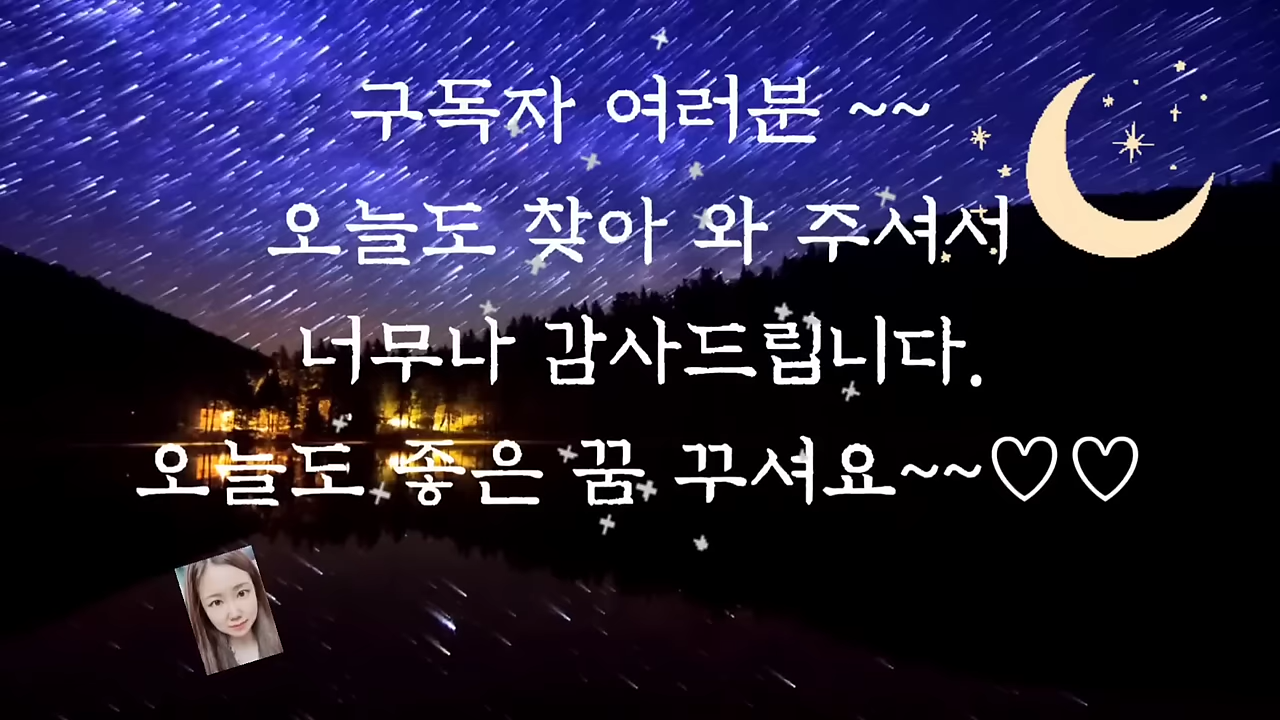 구독자 여러분 ~~
오늘도 찾아 와 주셔서
너무나 감사드립니다.
오늘도 좋은 꿈 꾸셔요~~♡♡